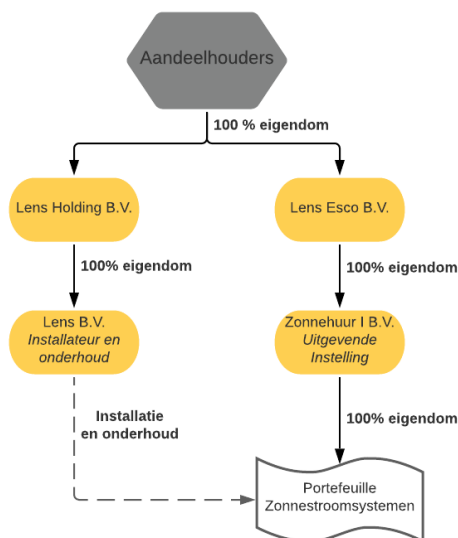 Aandeelhouders
100 % eigendom
Lens Holding B.V.
Lens Esco B.V.
100% eigendom
100% eigendom
Lens B.V.
Installateur en
onderhoud
Zonnehuur I B.V.
Uitgevende
Instelling
Installatie
en onderhoud
100% eigendom
Portefeuille
Zonnestroomsystemen